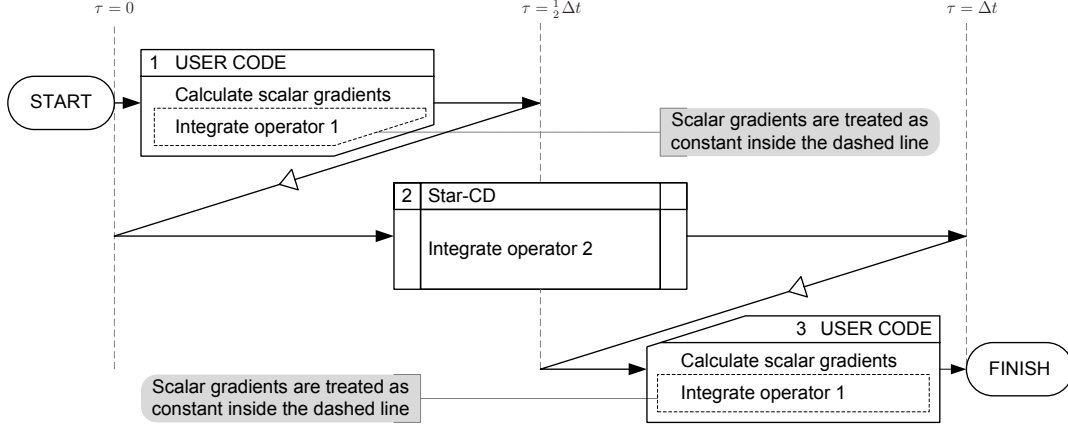 τ = 0
τ = 1/2 Δt
τ = Δt
1 USER CODE
START
Calculate scalar gradients
Integrate operator 1
Scalar gradients are treated as
constant inside the dashed line
2 Star-CD
Integrate operator 2
3 USER CODE
Calculate scalar gradients
Integrate operator 1
FINISH
Scalar gradients are treated as
constant inside the dashed line